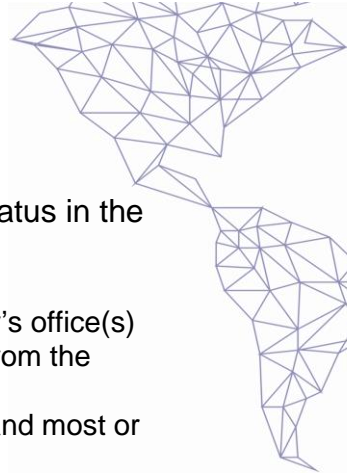 atus in the
's office(s)
om the
nd most or